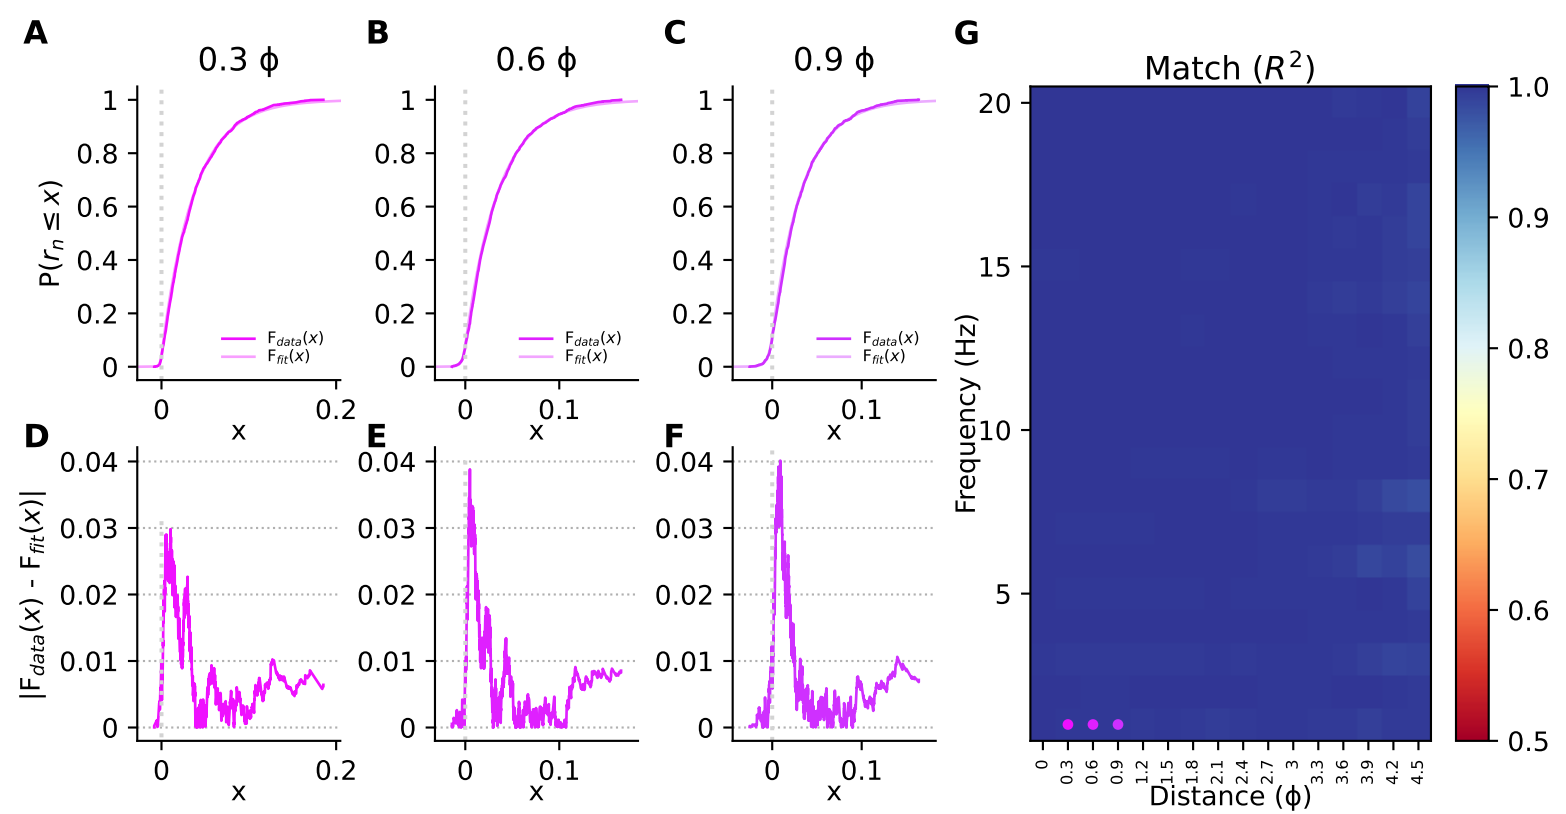 A
B
C
G
0.3 ϕ
0.6 ϕ
0.9 ϕ
Match (R²)
P(rₙ ≤ x)
1
0.8
0.6
0.4
0.2
0
F_data(x)
F_fit(x)
0
0.2
x
1
0.8
0.6
0.4
0.2
0
F_data(x)
F_fit(x)
0
0.1
x
1
0.8
0.6
0.4
0.2
0
F_data(x)
F_fit(x)
0
0.1
x
D
E
F
|F_data(x) - F_fit(x)|
0.04
0.03
0.02
0.01
0
0
0.2
x
0.04
0.03
0.02
0.01
0
0
0.1
x
0.04
0.03
0.02
0.01
0
0
0.1
x
Frequency (Hz)
20
15
10
5
0 0.3 0.6 0.9 1.2 1.5 1.8 2.1 2.4 2.7 3 3.3 3.6 3.9 4.2 4.5
Distance (ϕ)
1.0
0.9
0.8
0.7
0.6
0.5